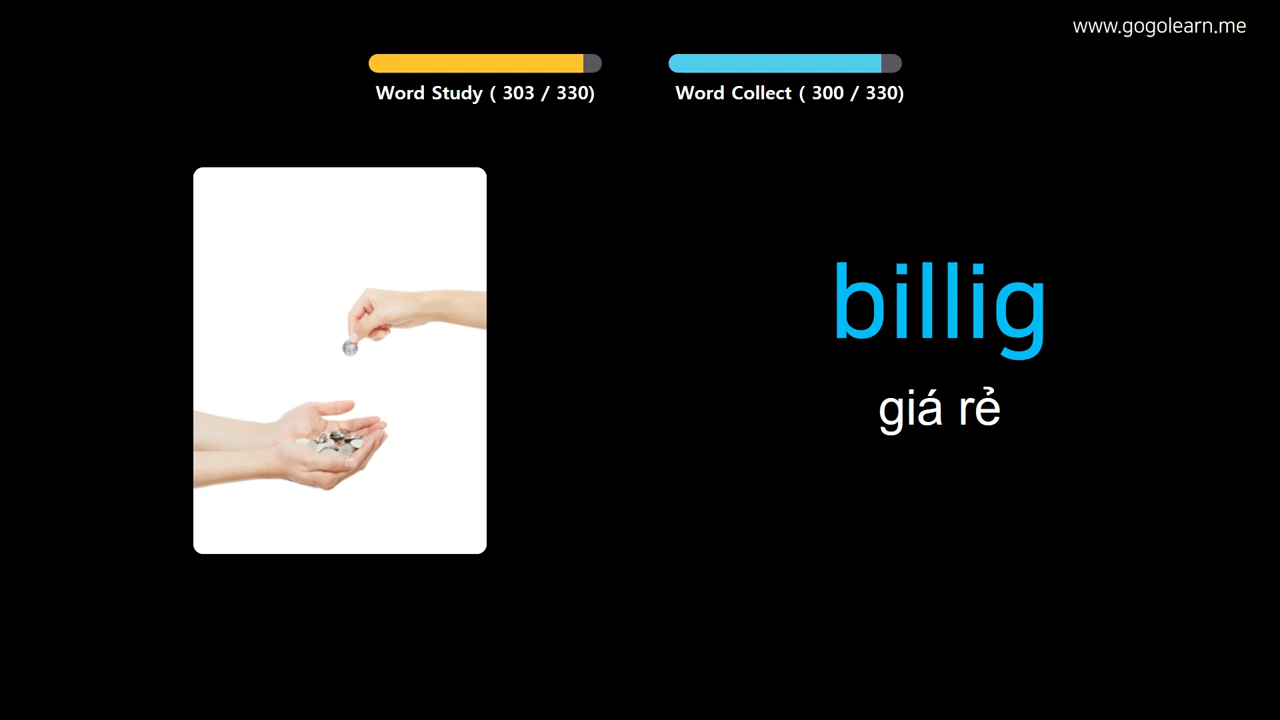 www.gogolearn.me
Word Study ( 303 / 330)
Word Collect ( 300 / 330)
billig
giá rẻ